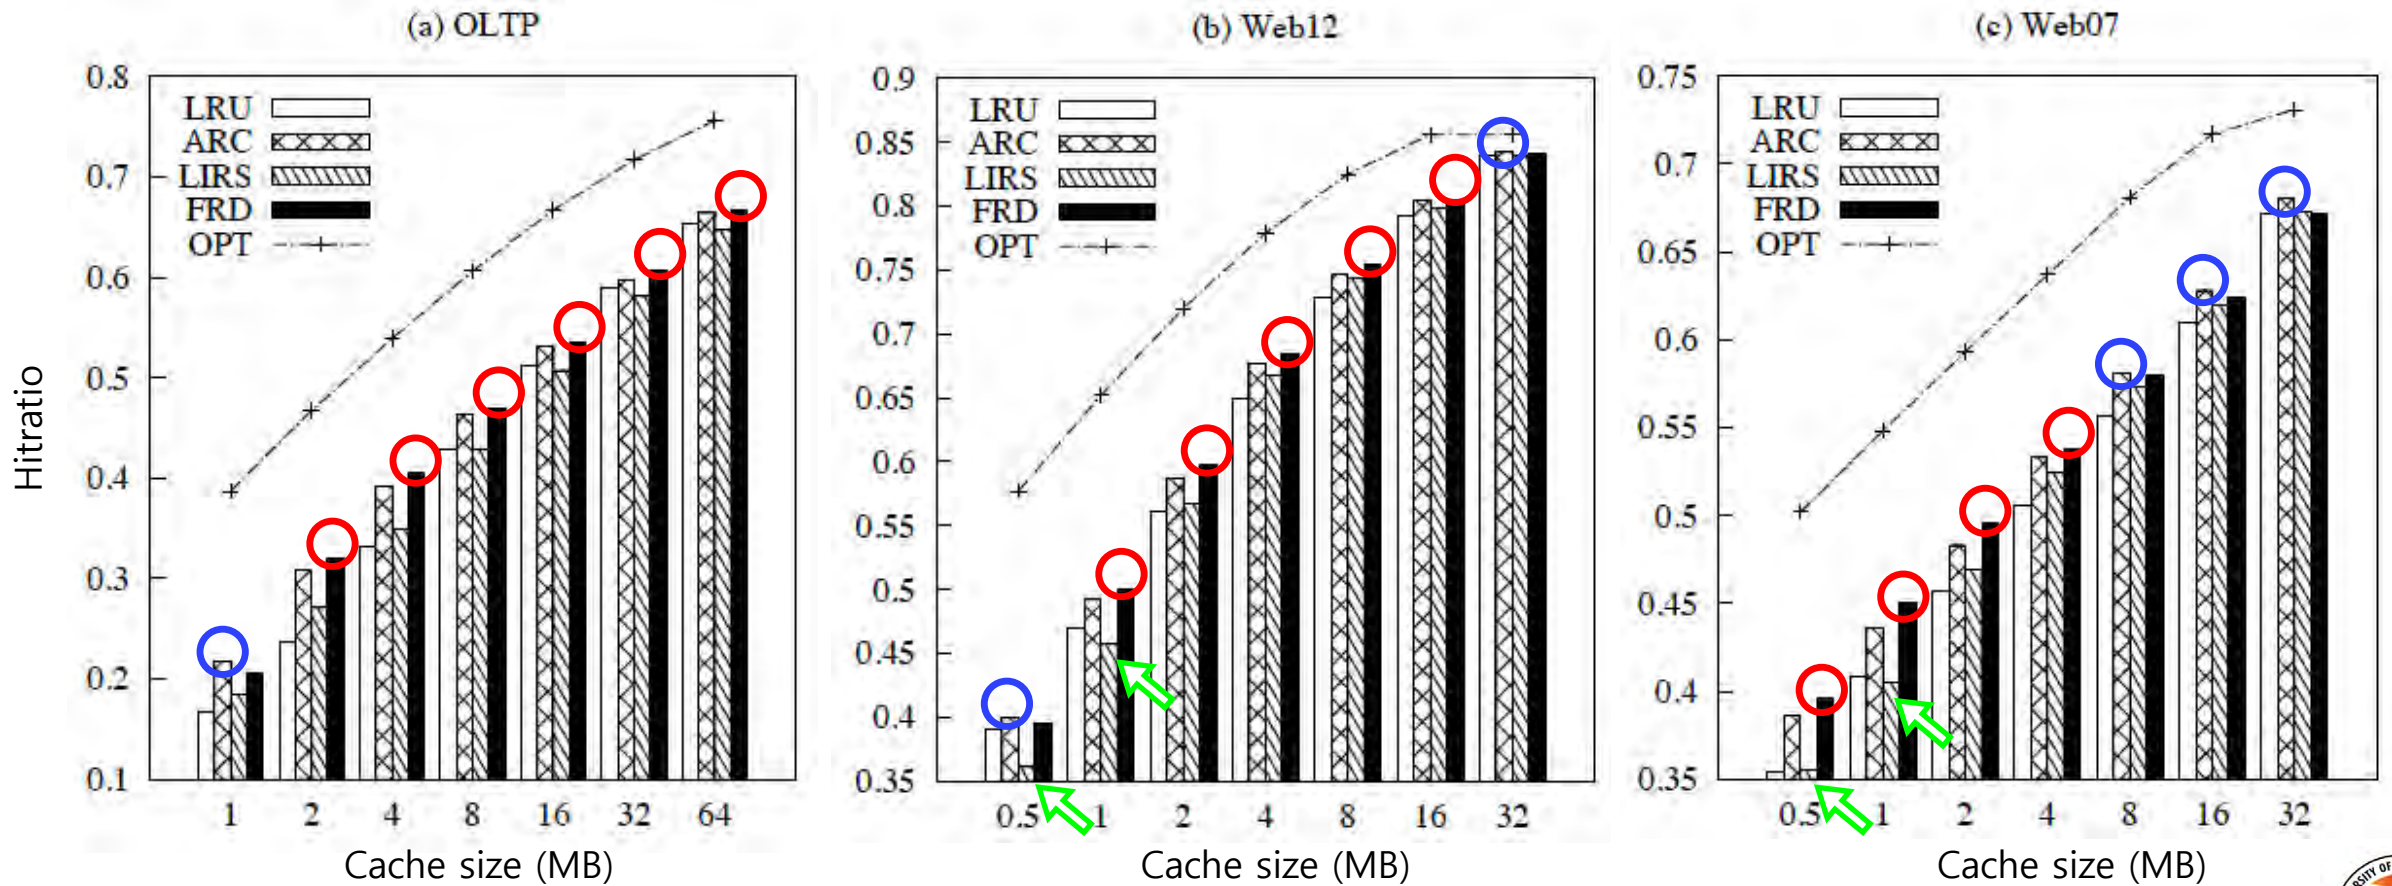 (a) OLTP
(b) Web12
(c) Web07
Hitratio
0.8
0.7
0.6
0.5
0.4
0.3
0.2
0.1
LRU
ARC
LIRS
FRD
OPT
1 2 4 8 16 32 64
Cache size (MB)
0.9
0.85
0.8
0.75
0.7
0.65
0.6
0.55
0.5
0.45
0.4
0.35
LRU
ARC
LIRS
FRD
OPT
0.5 1 2 4 8 16 32
Cache size (MB)
0.75
0.7
0.65
0.6
0.55
0.5
0.45
0.4
0.35
LRU
ARC
LIRS
FRD
OPT
0.5 1 2 4 8 16 32
Cache size (MB)
OF